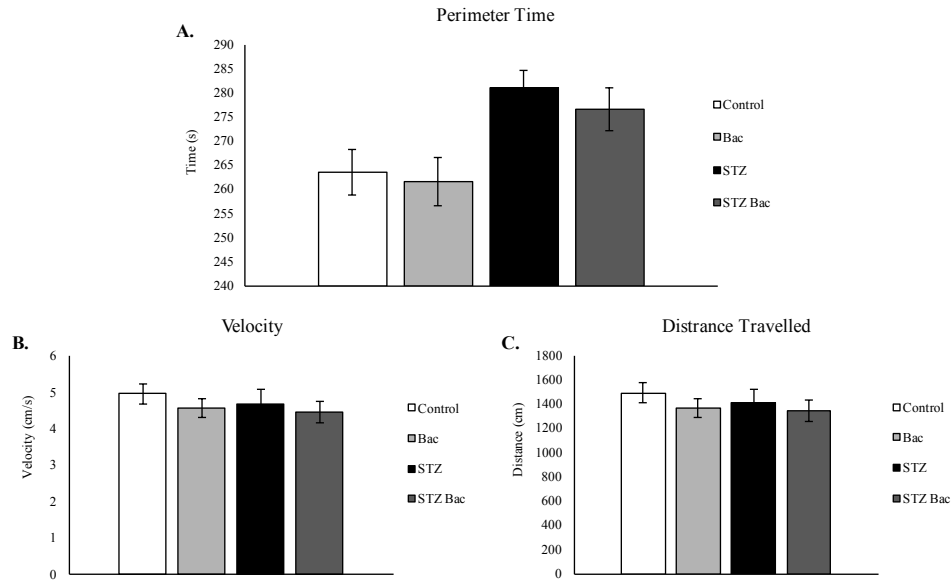 Perimeter Time
A.
290
285
280
275
270
265
260
255
250
245
240
Time (s)
Control
Bac
STZ
STZ Bac
Velocity
B.
6
5
4
3
2
1
0
Velocity (cm/s)
Control
Bac
STZ
STZ Bac
Distrance Travelled
C.
1800
1600
1400
1200
1000
800
600
400
200
0
Distance (cm)
Control
Bac
STZ
STZ Bac